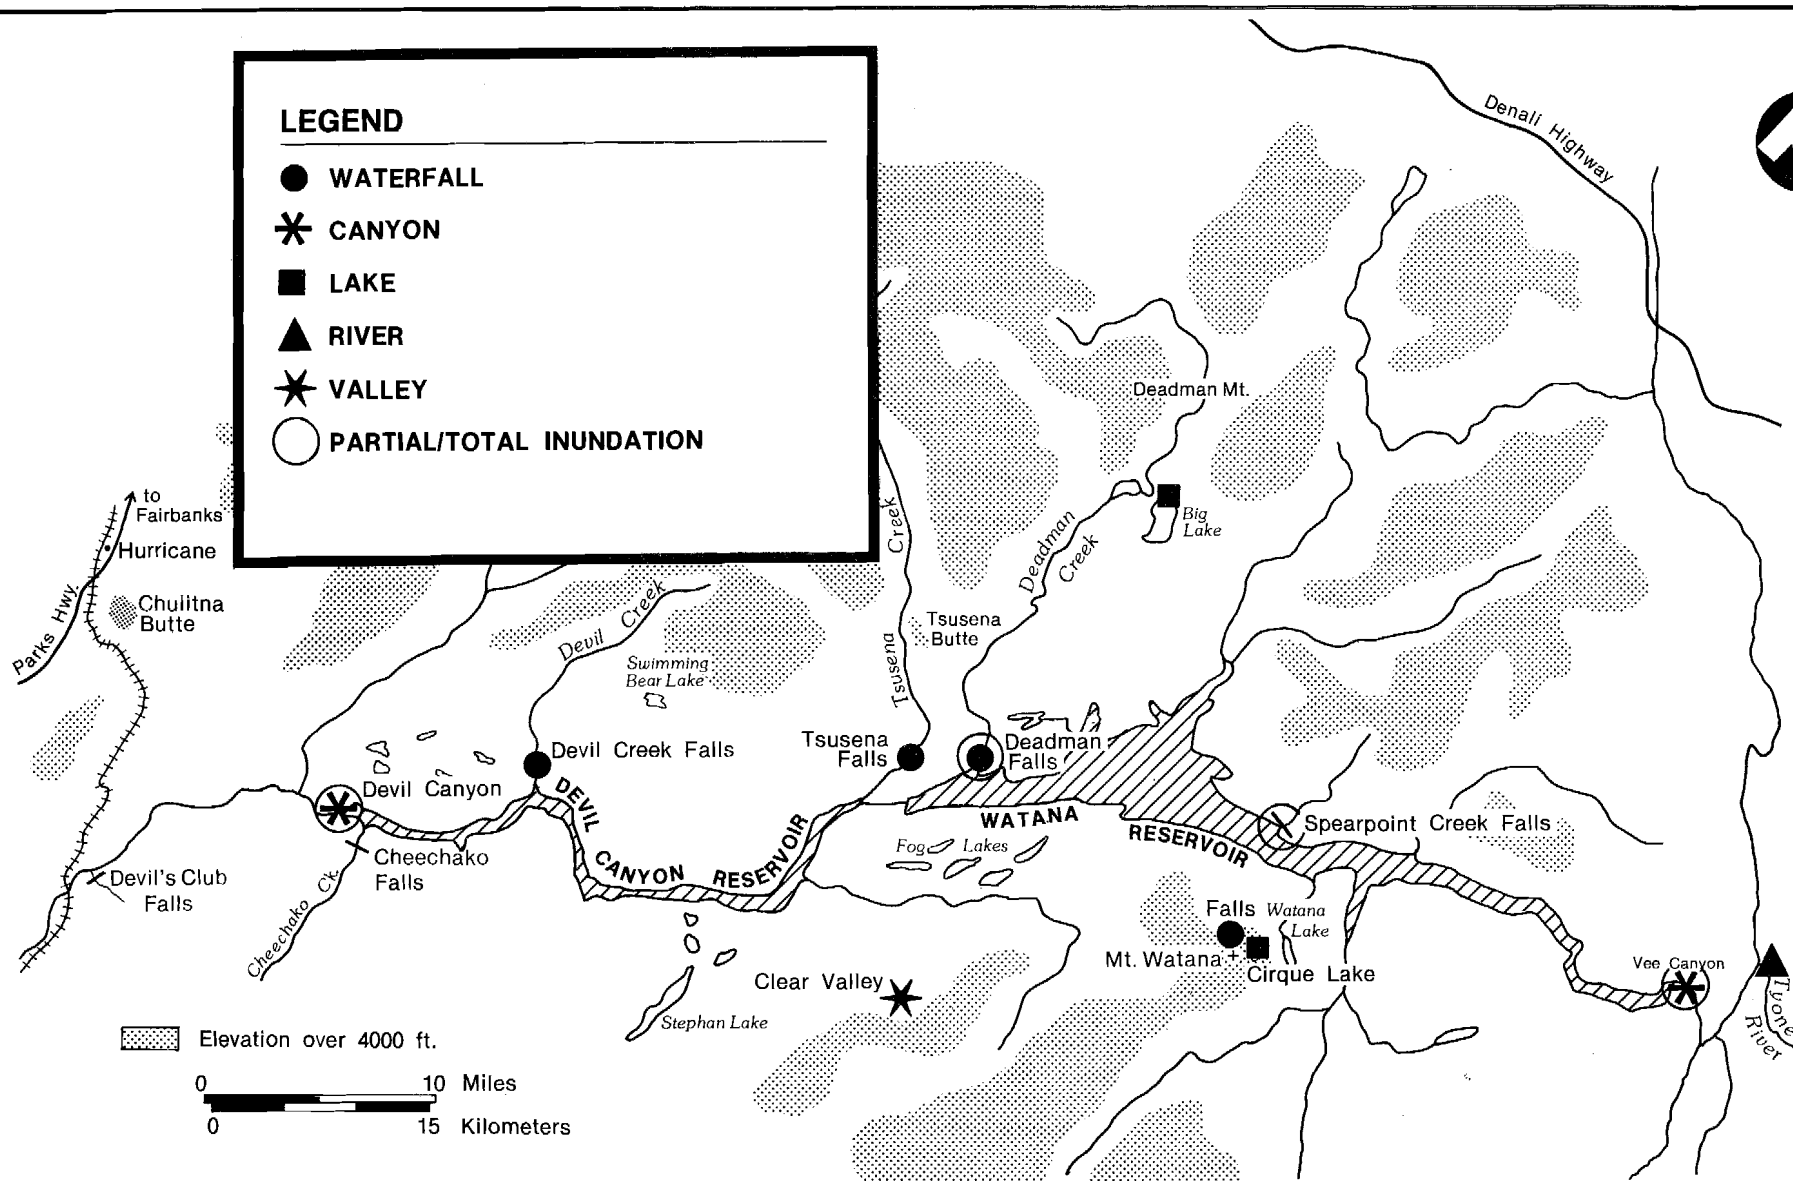 LEGEND
WATERFALL
CANYON
LAKE
RIVER
VALLEY
PARTIAL/TOTAL INUNDATION
Denali Highway
Deadman Mt.
Big
Lake
Deadman
Creek
Creek
Tsusena
Tsusena
Butte
to
Fairbanks
Hurricane
Parks Hwy.
Chulitna
Butte
Devil Creek
Swimming
Bear Lake
Devil Creek Falls
Tsusena
Falls
Deadman
Falls
Devil Canyon
DEVIL
CANYON RESERVOIR
WATANA
RESERVOIR
Spearpoint Creek Falls
Fog Lakes
Cheechako
Falls
Devil's Club
Falls
Cheechako Ck.
Falls
Watana
Lake
Mt. Watana +
Cirque Lake
Vee Canyon
Tyone
River
Clear Valley
Stephan Lake
Elevation over 4000 ft.
0 10 Miles
0 15 Kilometers